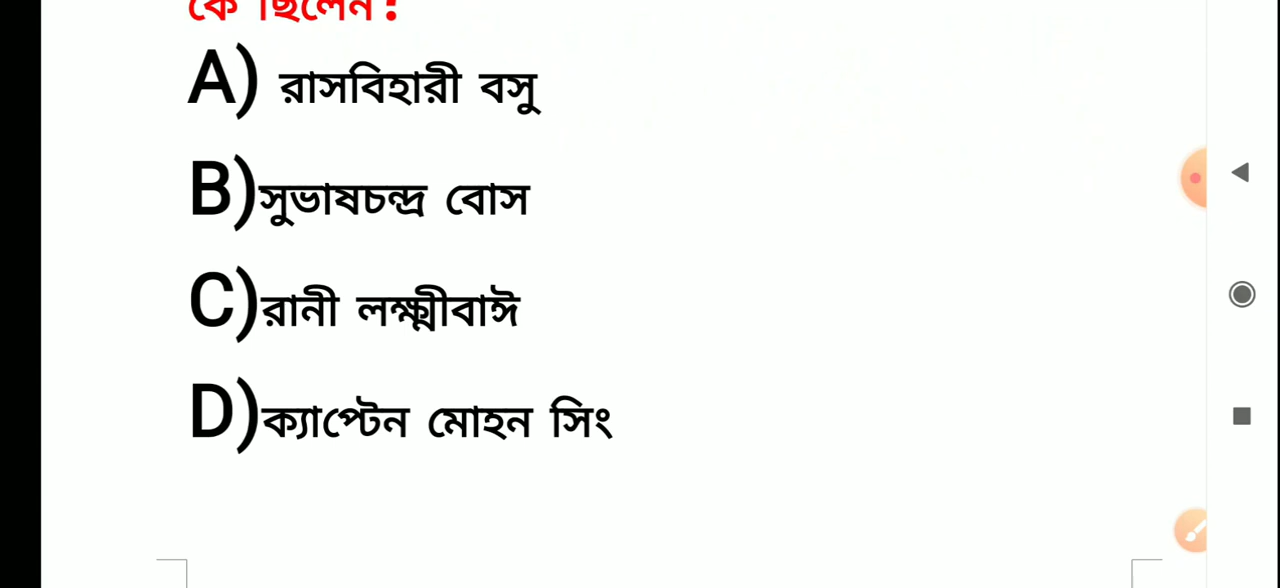 কে ছিলেন?
A) রাসবিহারী বসু
B)সুভাষচন্দ্র বোস
C)রানী লক্ষ্মীবাঈ
D)ক্যাপ্টেন মোহন সিং